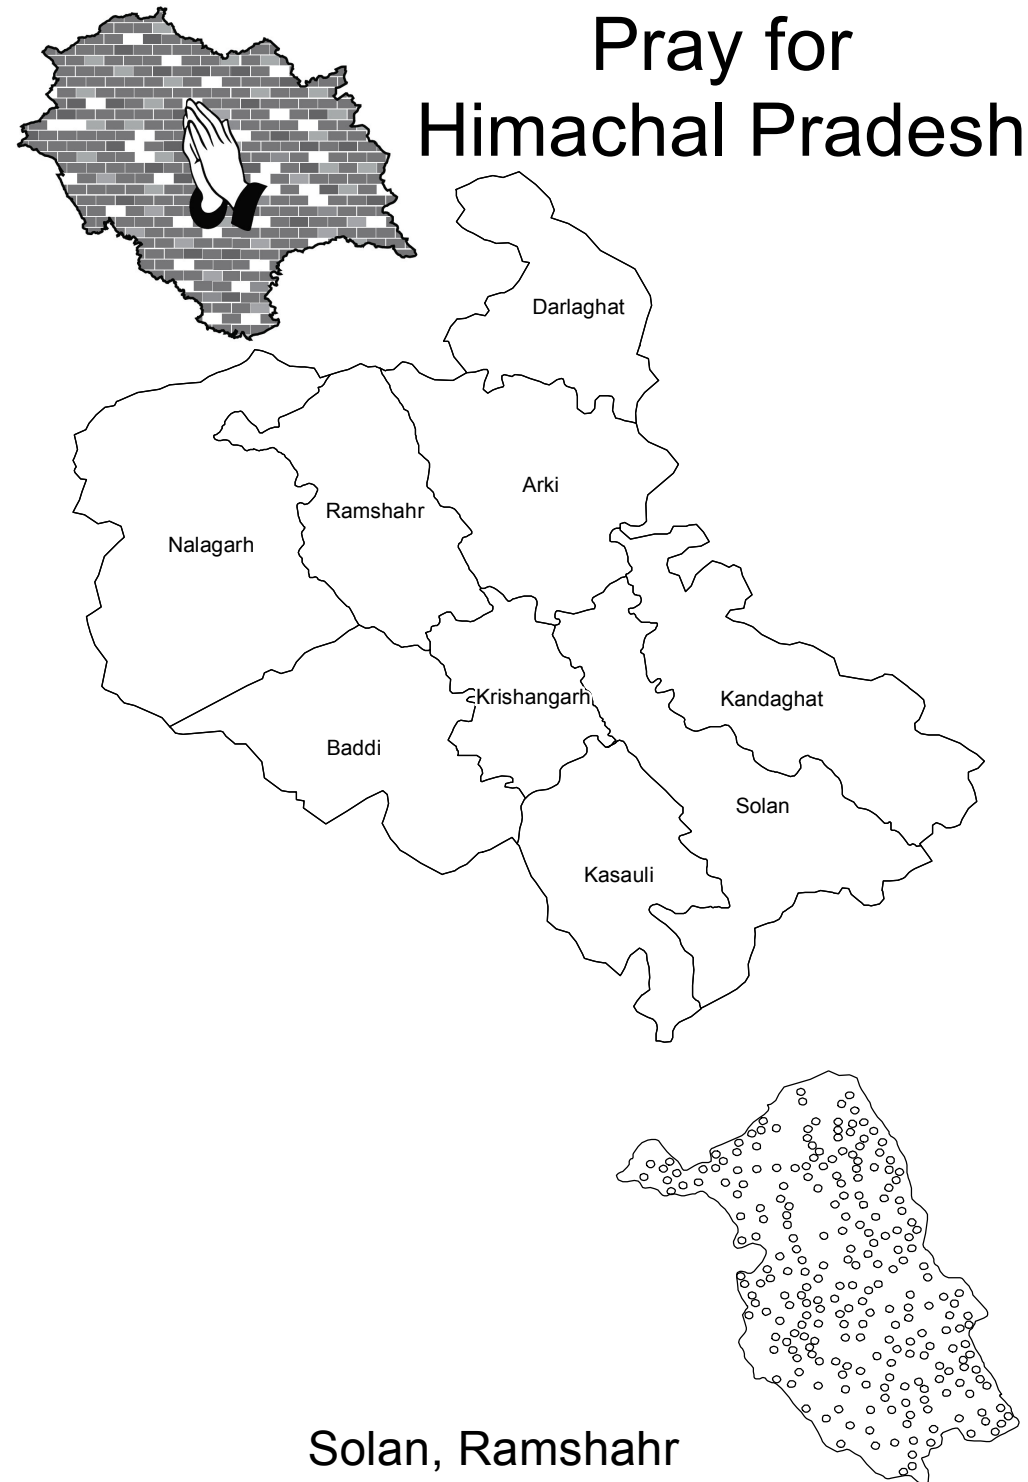 Pray for
Himachal Pradesh
Darlaghat
Arki
Ramshahr
Nalagarh
Krishangarh
Kandaghat
Baddi
Solan
Kasauli
Solan, Ramshahr